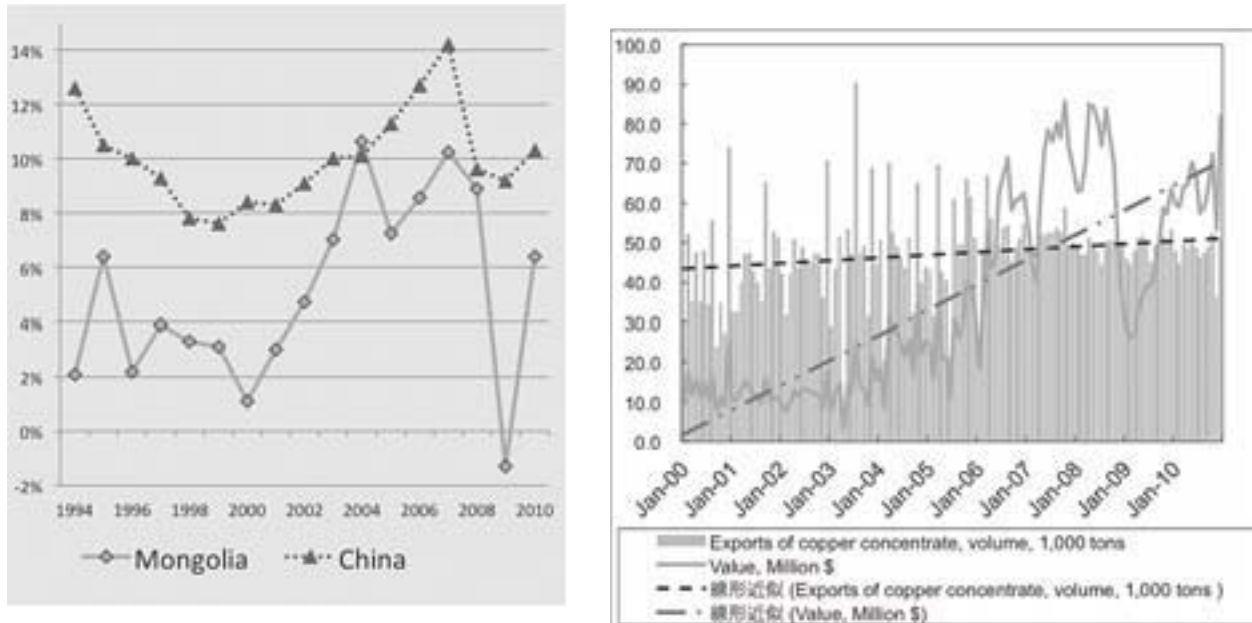 14%
12%
10%
8%
6%
4%
2%
0%
-2%
1994 1996 1998 2000 2002 2004 2006 2008 2010
Mongolia China
100.0
90.0
80.0
70.0
60.0
50.0
40.0
30.0
20.0
10.0
0.0
Jan-00 Jan-01 Jan-02 Jan-03 Jan-04 Jan-05 Jan-06 Jan-07 Jan-08 Jan-09 Jan-10
Exports of copper concentrate, volume, 1,000 tons
Value, Million $
線形近似 (Exports of copper concentrate, volume, 1,000 tons )
線形近似 (Value, Million $)